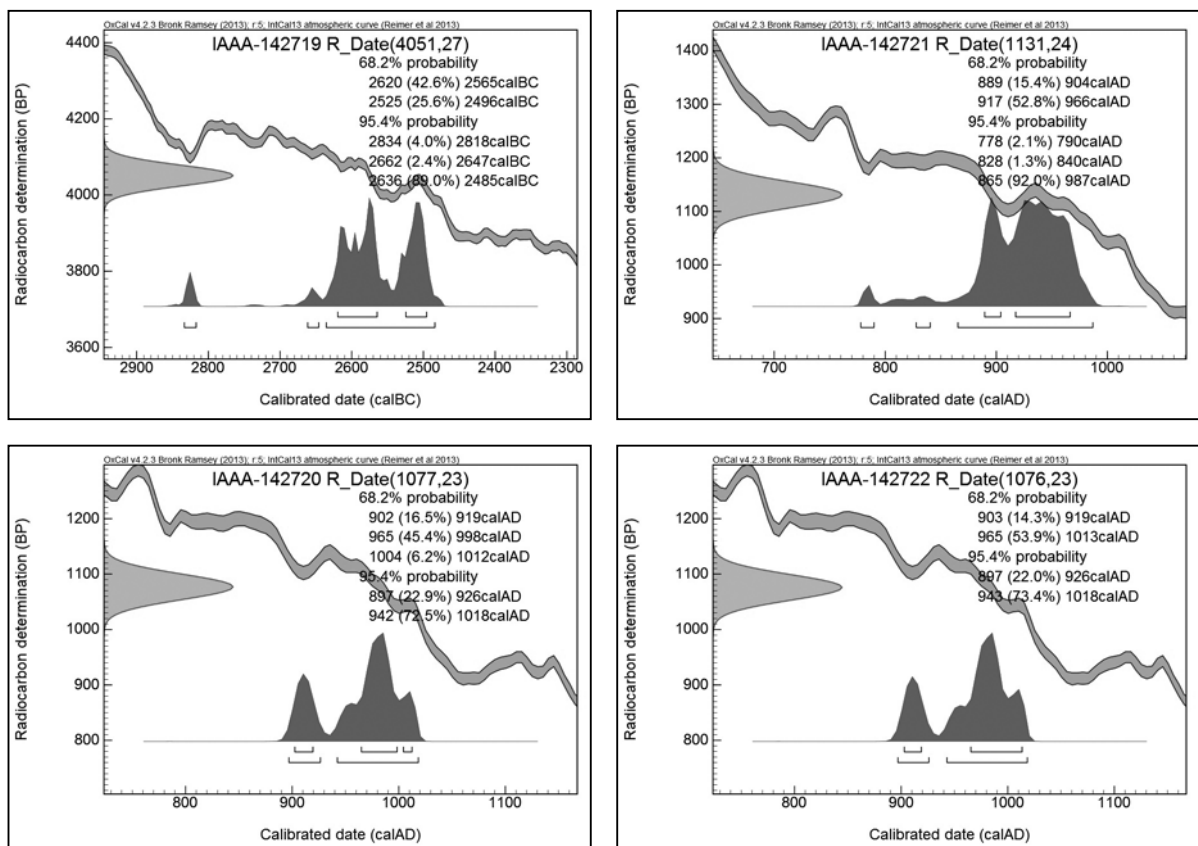 OxCal v4.2.3 Bronk Ramsey (2013); r:5; IntCal13 atmospheric curve (Reimer et al 2013)
IAAA-142719 R_Date(4051,27)
68.2% probability
2620 (42.6%) 2565calBC
2525 (25.6%) 2496calBC
95.4% probability
2834 (4.0%) 2818calBC
2662 (2.4%) 2647calBC
2636 (89.0%) 2485calBC
Radiocarbon determination (BP)
4400
4200
4000
3800
3600
2900 2800 2700 2600 2500 2400 2300
Calibrated date (calBC)
OxCal v4.2.3 Bronk Ramsey (2013); r:5; IntCal13 atmospheric curve (Reimer et al 2013)
IAAA-142721 R_Date(1131,24)
68.2% probability
889 (15.4%) 904calAD
917 (52.8%) 966calAD
95.4% probability
778 (2.1%) 790calAD
828 (1.3%) 840calAD
865 (92.0%) 987calAD
Radiocarbon determination (BP)
1400
1300
1200
1100
1000
900
700 800 900 1000
Calibrated date (calAD)
OxCal v4.2.3 Bronk Ramsey (2013); r:5; IntCal13 atmospheric curve (Reimer et al 2013)
IAAA-142720 R_Date(1077,23)
68.2% probability
902 (16.5%) 919calAD
965 (45.4%) 998calAD
1004 (6.2%) 1012calAD
95.4% probability
897 (22.9%) 926calAD
942 (72.5%) 1018calAD
Radiocarbon determination (BP)
1200
1100
1000
900
800
800 900 1000 1100
Calibrated date (calAD)
OxCal v4.2.3 Bronk Ramsey (2013); r:5; IntCal13 atmospheric curve (Reimer et al 2013)
IAAA-142722 R_Date(1076,23)
68.2% probability
903 (14.3%) 919calAD
965 (53.9%) 1013calAD
95.4% probability
897 (22.0%) 926calAD
943 (73.4%) 1018calAD
Radiocarbon determination (BP)
1200
1100
1000
900
800
800 900 1000 1100
Calibrated date (calAD)